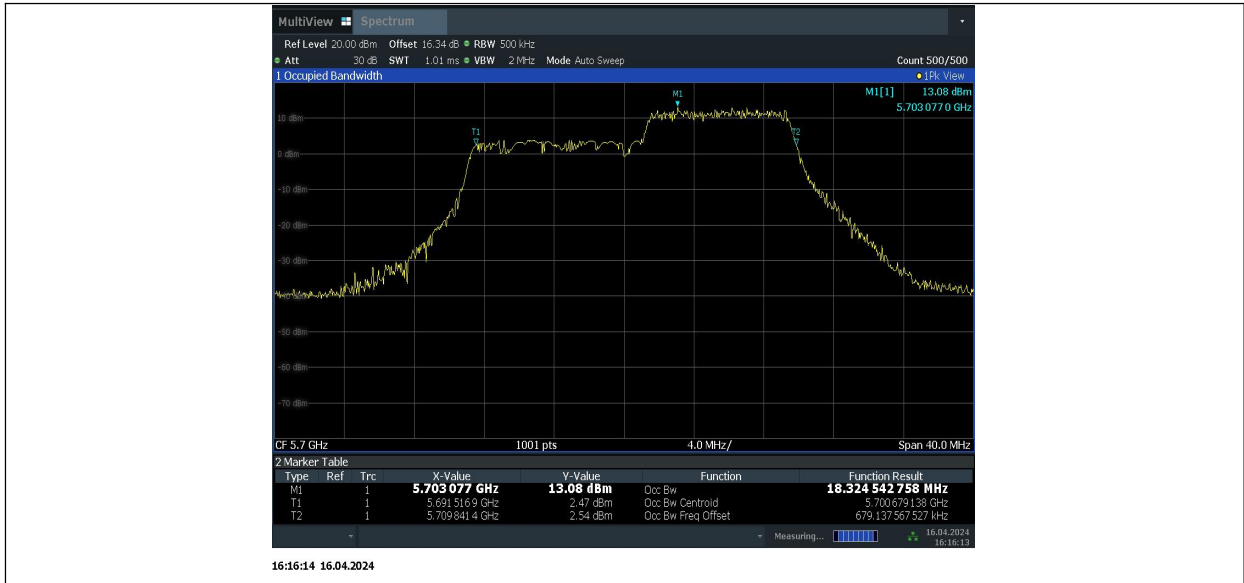 MultiView Spectrum
Ref Level 20.00 dBm Offset 16.34 dB RBW 500 kHz
Att 30 dB SWT 1.01 ms VBW 2 MHz Mode Auto Sweep Count 500/500
1 Occupied Bandwidth 1Pk View
M1[1] 13.08 dBm
5.703 077 0 GHz
M1
10 dBm
T1
T2
0 dBm
-10 dBm
-20 dBm
-30 dBm
-40 dBm
-50 dBm
-60 dBm
-70 dBm
CF 5.7 GHz 1001 pts 4.0 MHz/ Span 40.0 MHz
2 Marker Table
Type Ref Trc X-Value Y-Value Function Function Result
M1 1 5.703 077 GHz 13.08 dBm Occ Bw 18.324 542 758 MHz
T1 1 5.691 516 9 GHz 2.47 dBm Occ Bw Centroid 5.700 679 138 GHz
T2 1 5.709 841 4 GHz 2.54 dBm Occ Bw Freq Offset 679.137 567 527 kHz
Measuring... 16.04.2024
16:16:13
16:16:14 16.04.2024